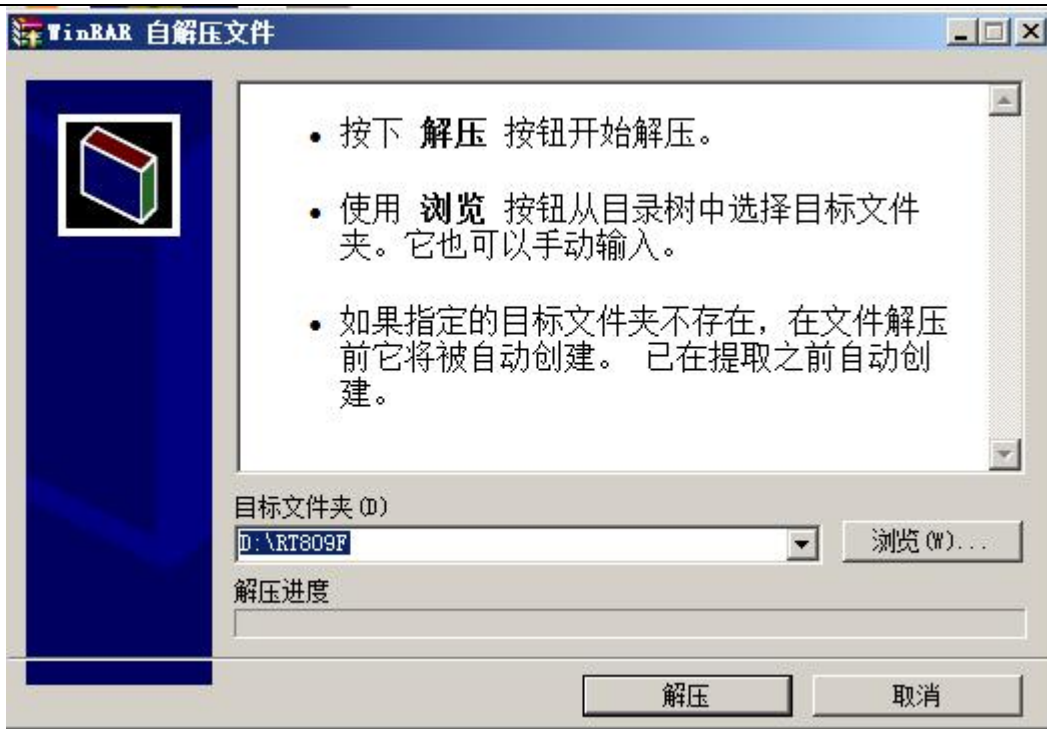 WinRAR 自解压文件
• 按下 解压 按钮开始解压。
• 使用 浏览 按钮从目录树中选择目标文件
夹。它也可以手动输入。
• 如果指定的目标文件夹不存在，在文件解压
前它将被自动创建。 已在提取之前自动创
建。
目标文件夹(D)
D:\RT809F
浏览(W)...
解压进度
解压
取消